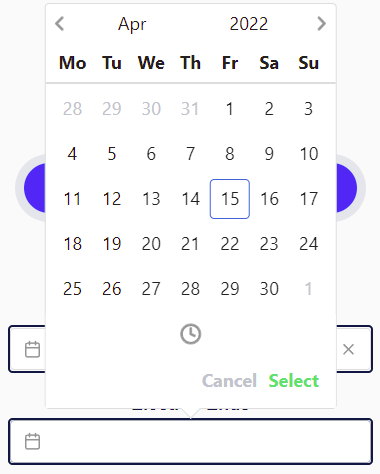 Apr 2022
Mo Tu We Th Fr Sa Su
28 29 30 31 1 2 3
4 5 6 7 8 9 10
11 12 13 14 15 16 17
18 19 20 21 22 23 24
25 26 27 28 29 30 1
Cancel Select